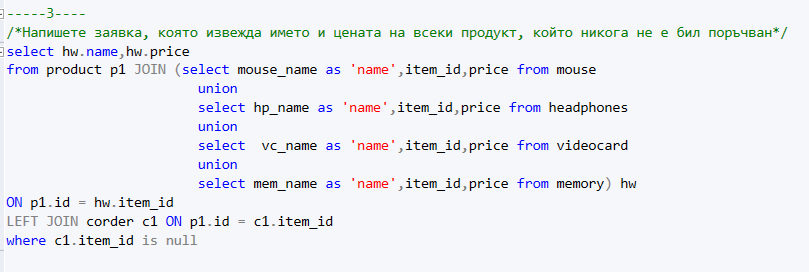 -----3----
/*Напишете заявка, която извежда името и цената на всеки продукт, който никога не е бил поръчван*/
select hw.name,hw.price
from product p1 JOIN (select mouse_name as 'name',item_id,price from mouse
union
select hp_name as 'name',item_id,price from headphones
union
select  vc_name as 'name',item_id,price from videocard
union
select mem_name as 'name',item_id,price from memory) hw
ON p1.id = hw.item_id
LEFT JOIN corder c1 ON p1.id = c1.item_id
where c1.item_id is null